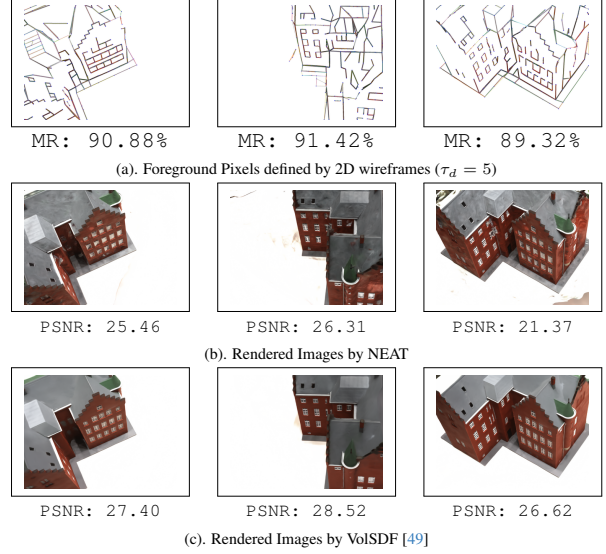 MR: 90.88% MR: 91.42% MR: 89.32%
(a). Foreground Pixels defined by 2D wireframes (τ_d = 5)
PSNR: 25.46 PSNR: 26.31 PSNR: 21.37
(b). Rendered Images by NEAT
PSNR: 27.40 PSNR: 28.52 PSNR: 26.62
(c). Rendered Images by VolSDF [49]